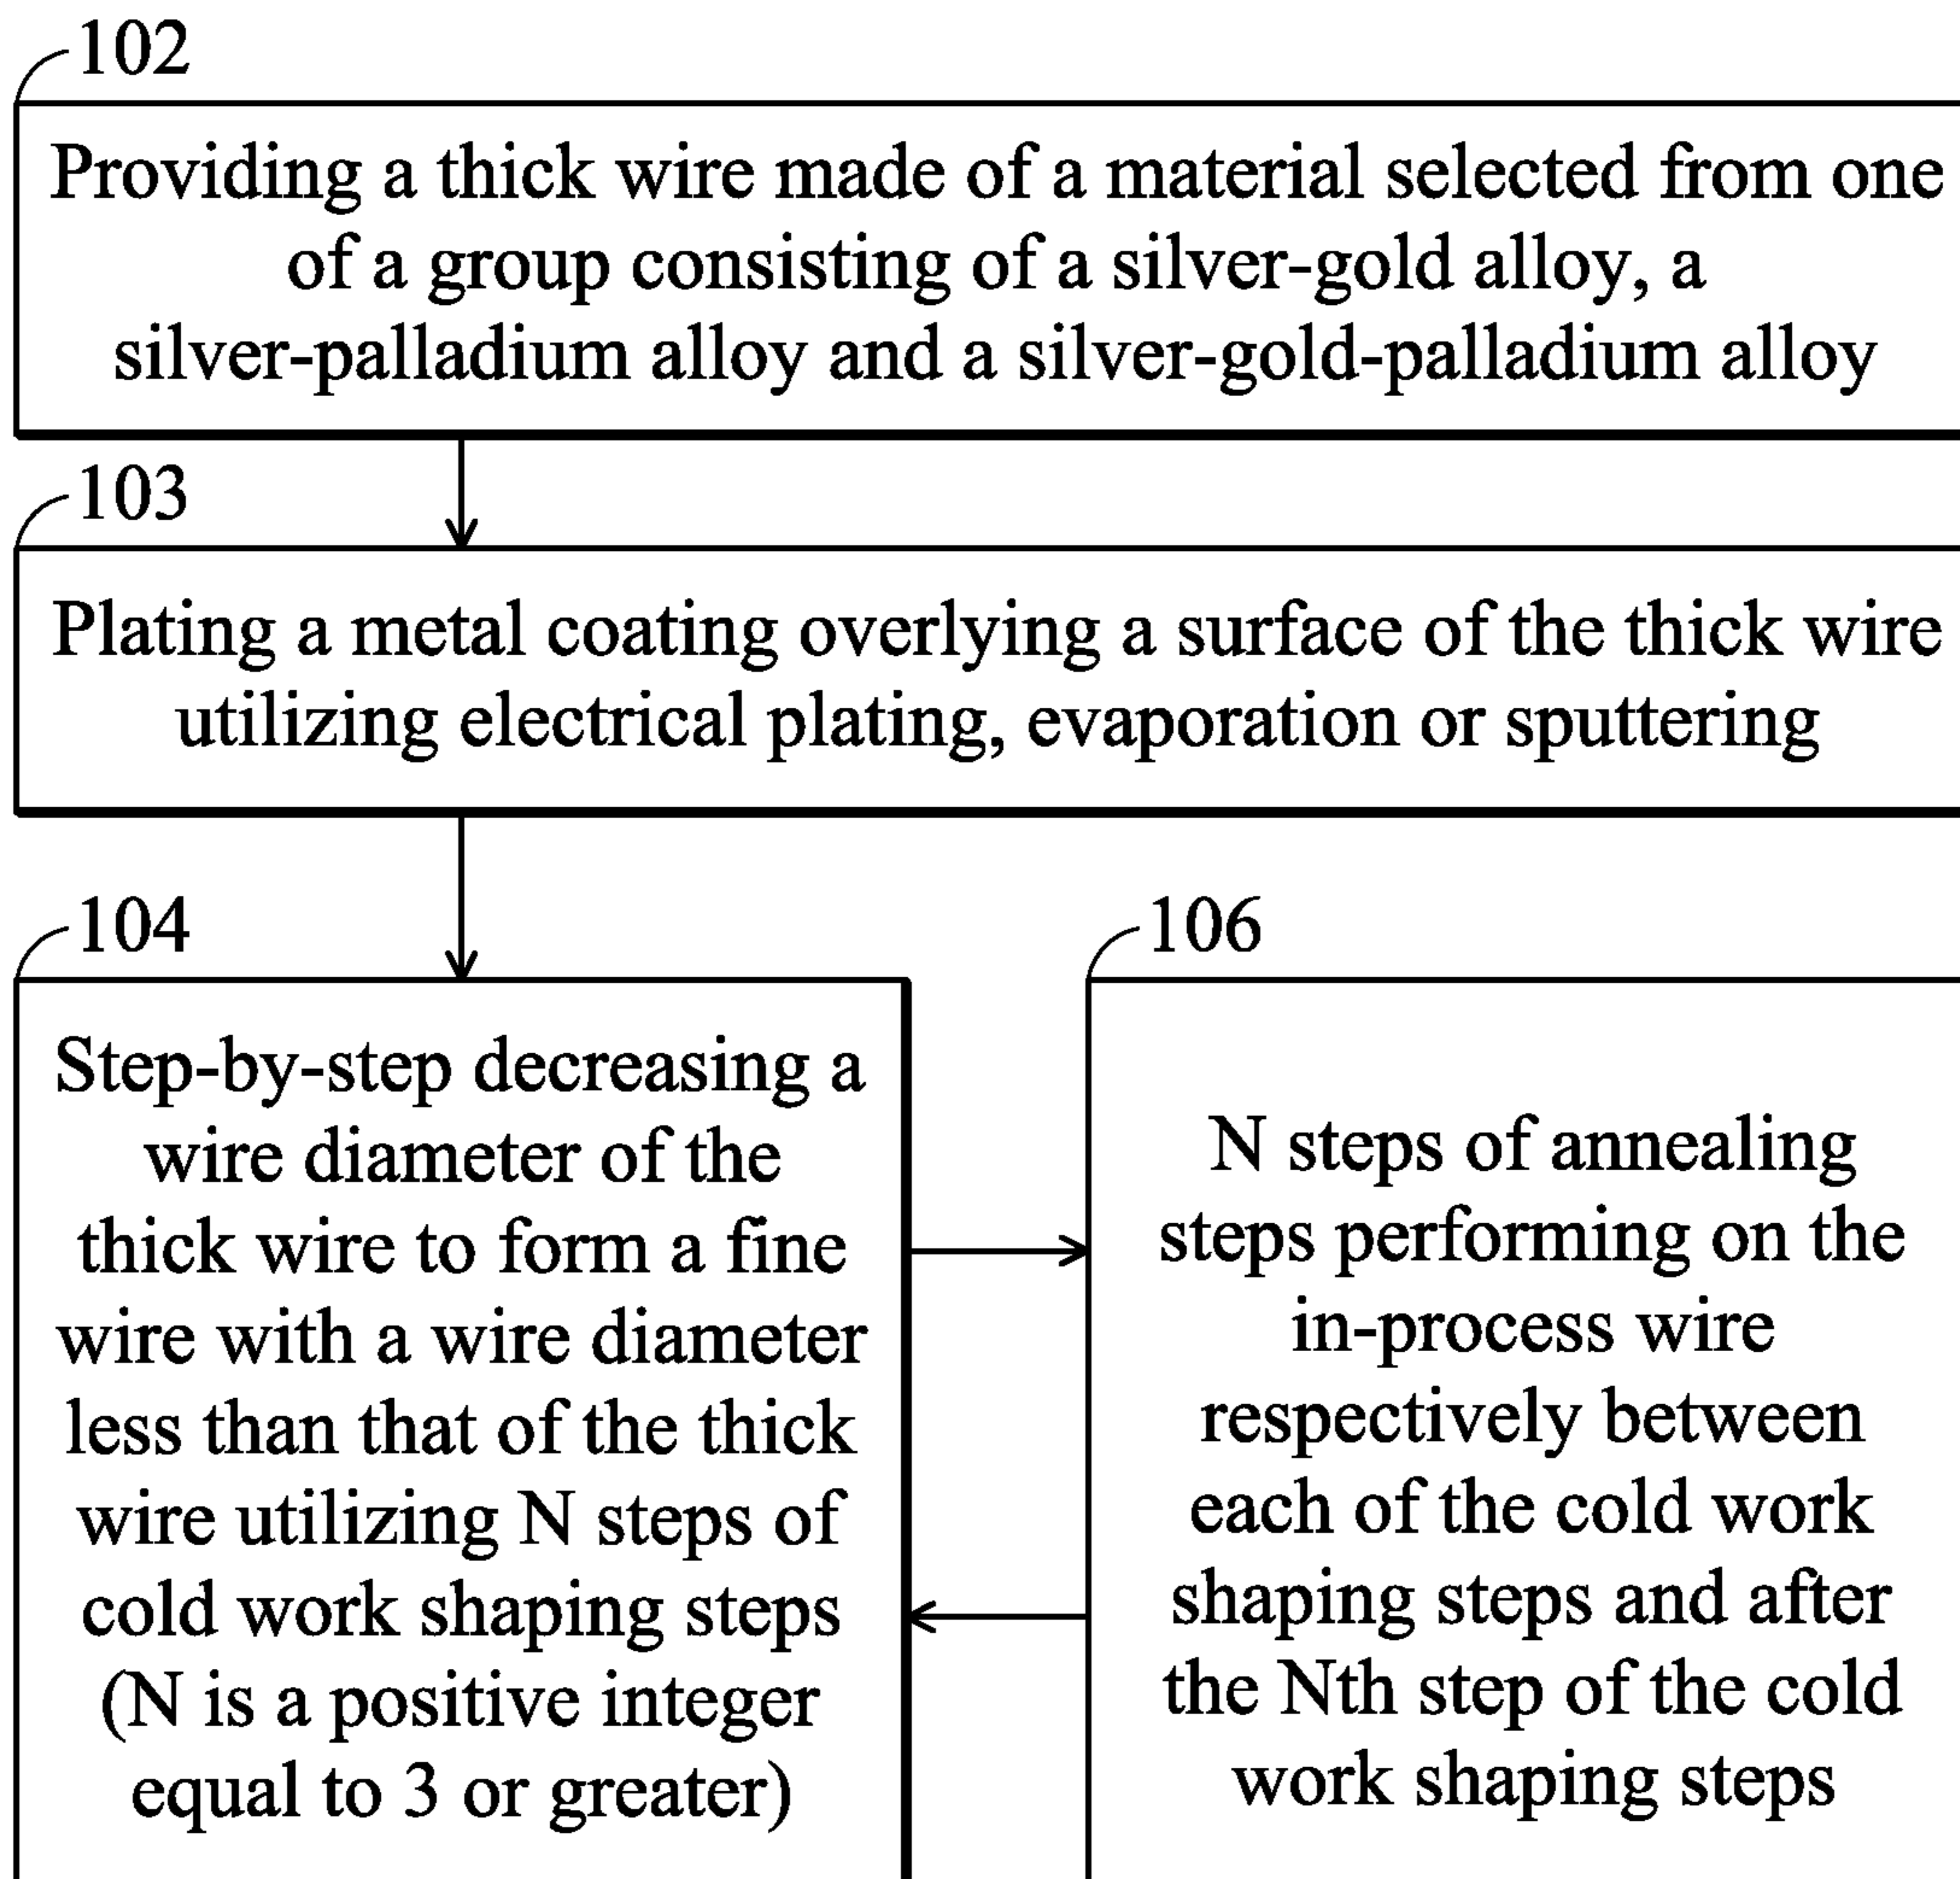 102
Providing a thick wire made of a material selected from one
of a group consisting of a silver-gold alloy, a
silver-palladium alloy and a silver-gold-palladium alloy
103
Plating a metal coating overlying a surface of the thick wire
utilizing electrical plating, evaporation or sputtering
104
Step-by-step decreasing a
wire diameter of the
thick wire to form a fine
wire with a wire diameter
less than that of the thick
wire utilizing N steps of
cold work shaping steps
(N is a positive integer
equal to 3 or greater)
106
N steps of annealing
steps performing on the
in-process wire
respectively between
each of the cold work
shaping steps and after
the Nth step of the cold
work shaping steps